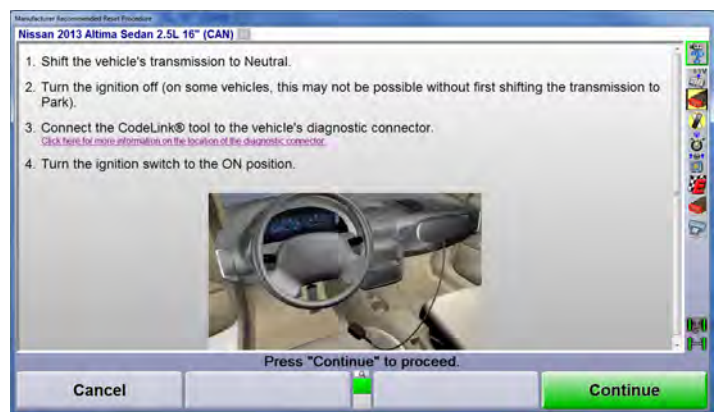 Manufacturer Recommended Reset Procedure
Nissan 2013 Altima Sedan 2.5L 16" (CAN)
1. Shift the vehicle's transmission to Neutral.
2. Turn the ignition off (on some vehicles, this may not be possible without first shifting the transmission to
Park).
3. Connect the CodeLink® tool to the vehicle's diagnostic connector.
Click here for more information on the location of the diagnostic connector.
4. Turn the ignition switch to the ON position.
Press "Continue" to proceed.
Cancel
Continue